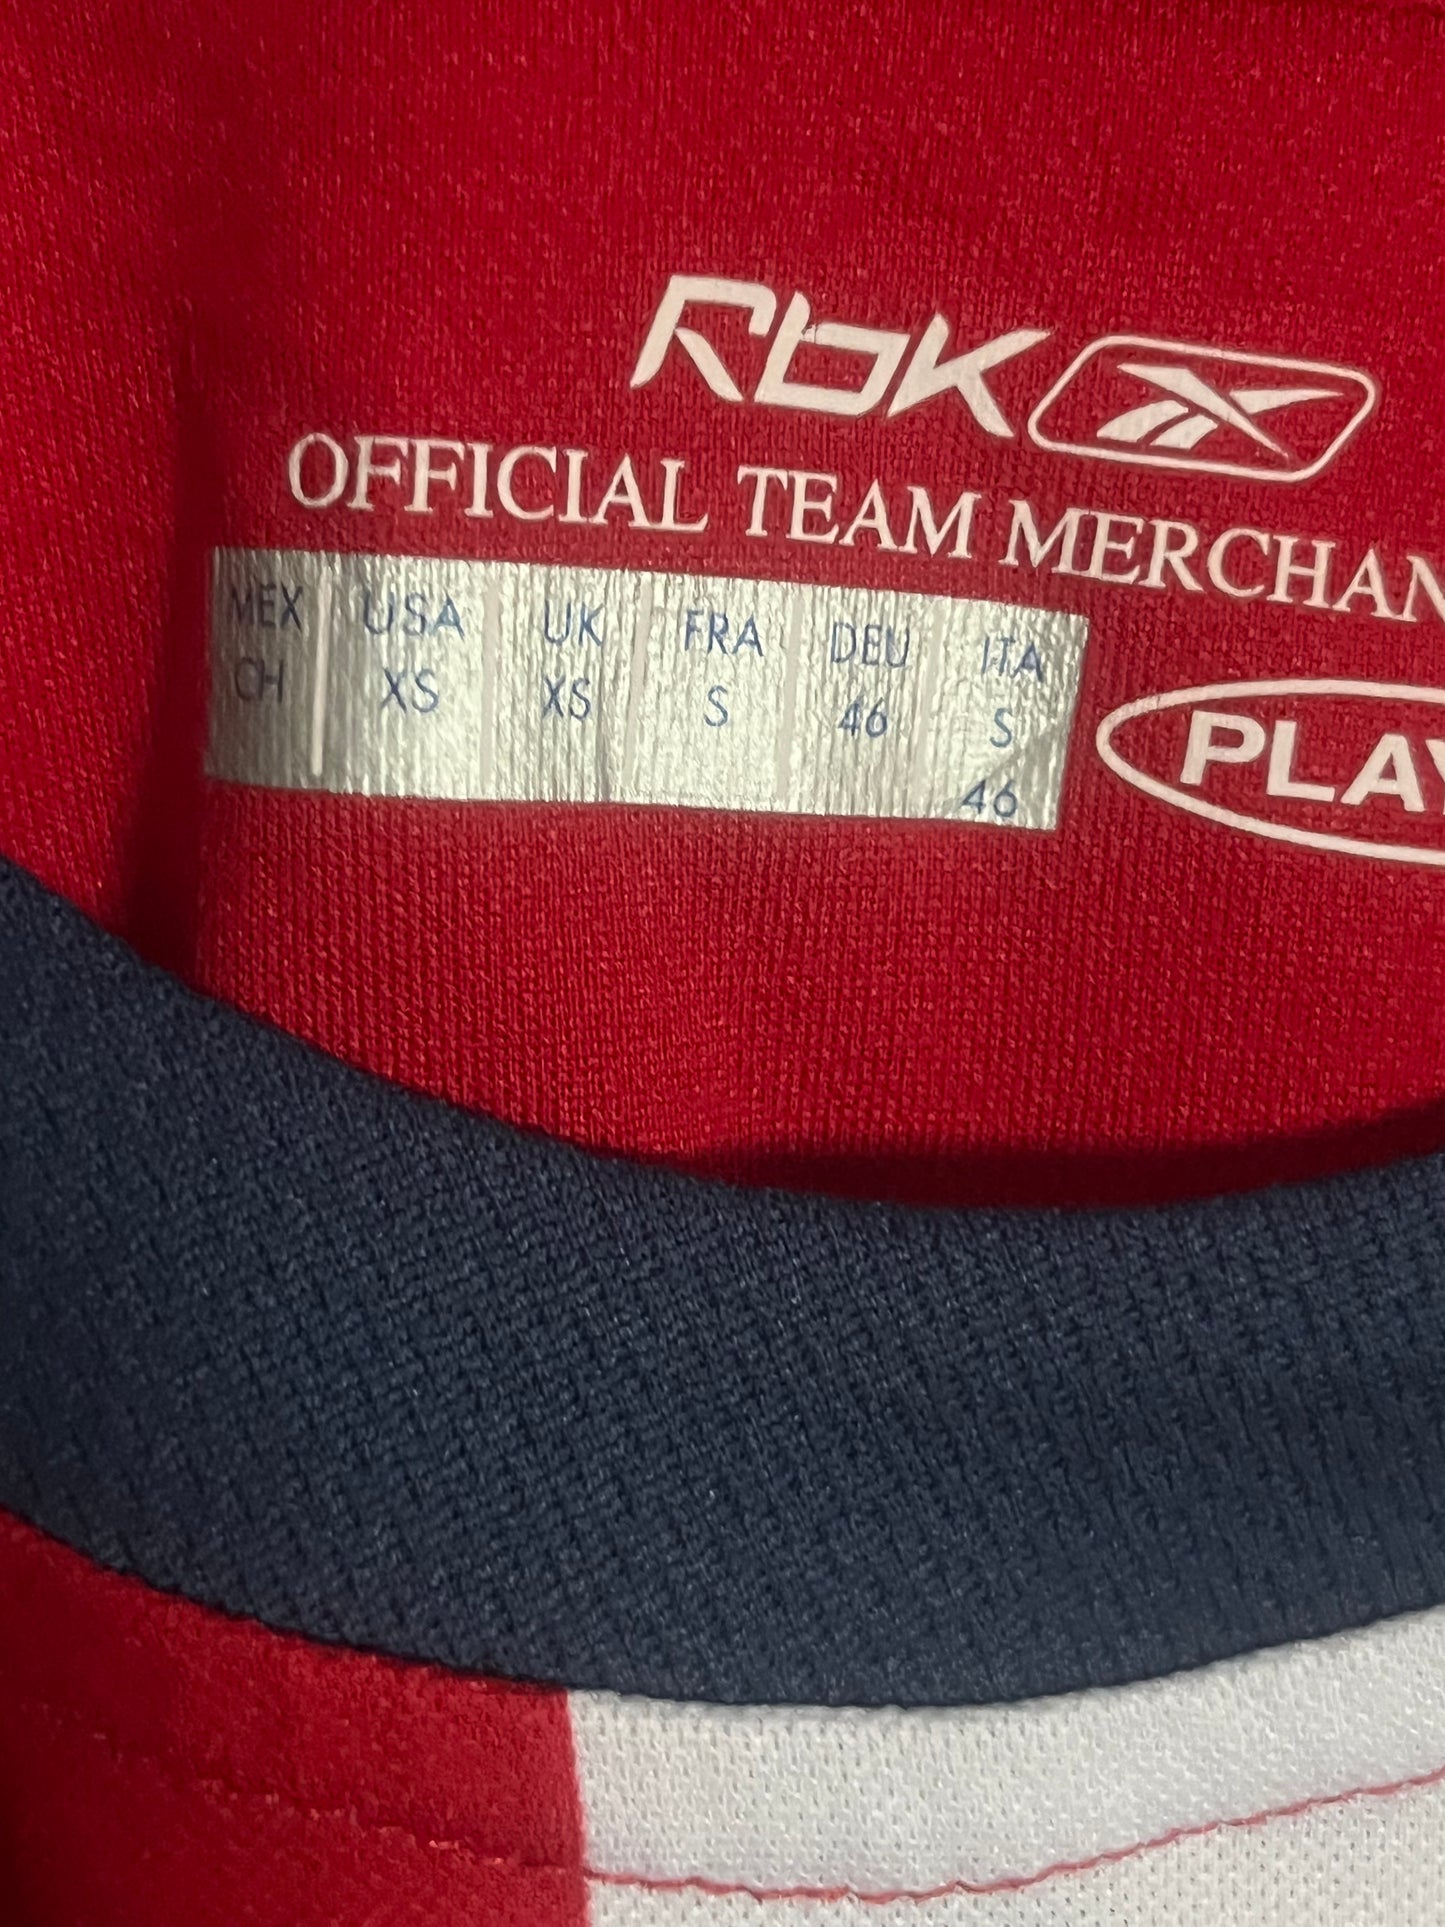 Rbk
OFFICIAL TEAM MERCHAN
MEX USA UK FRA DEU ITA
CH XS XS S 46 S
46
PLAY